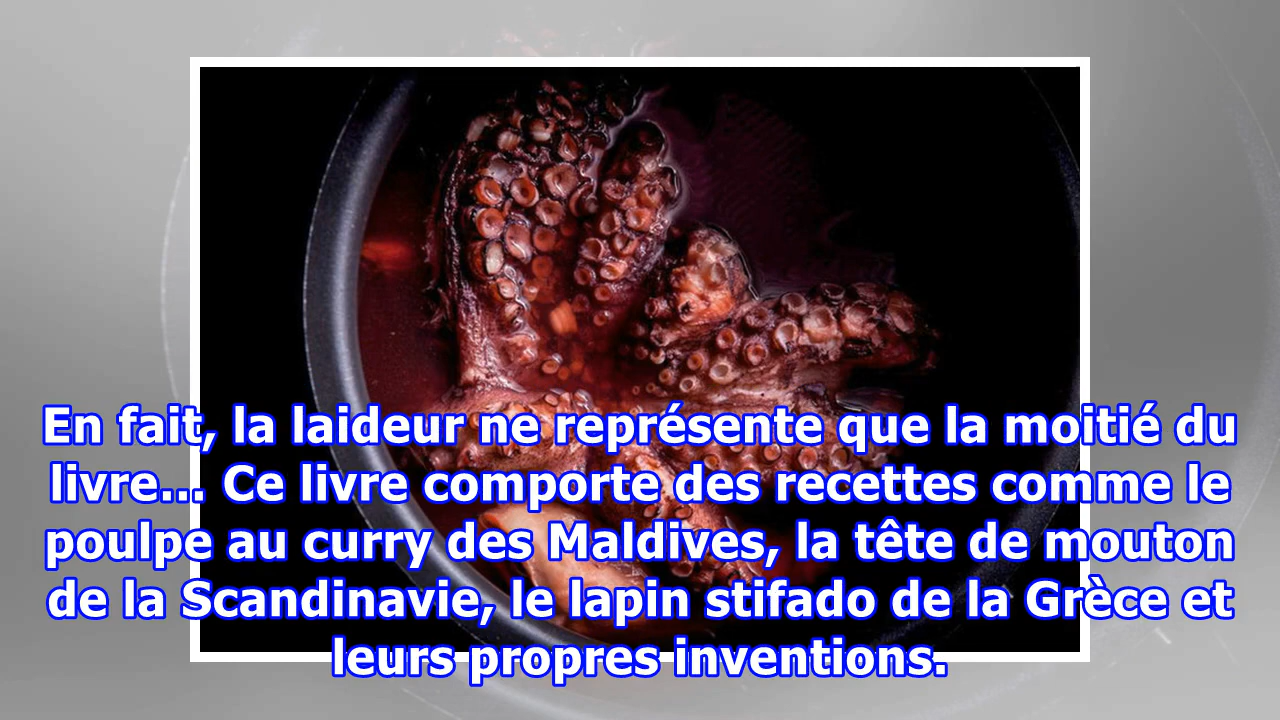 En fait, la laideur ne représente que la moitié du
livre... Ce livre comporte des recettes comme le
poulpe au curry des Maldives, la tête de mouton
de la Scandinavie, le lapin stifado de la Grèce et
leurs propres inventions.